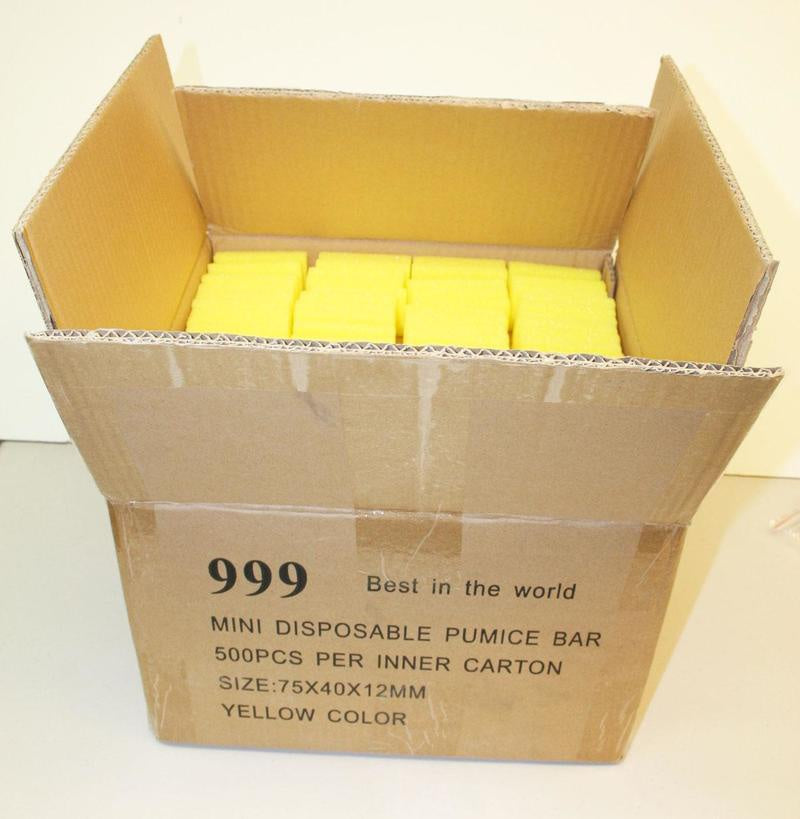 999 Best in the world
MINI DISPOSABLE PUMICE BAR
500PCS PER INNER CARTON
SIZE:75X40X12MM
YELLOW COLOR